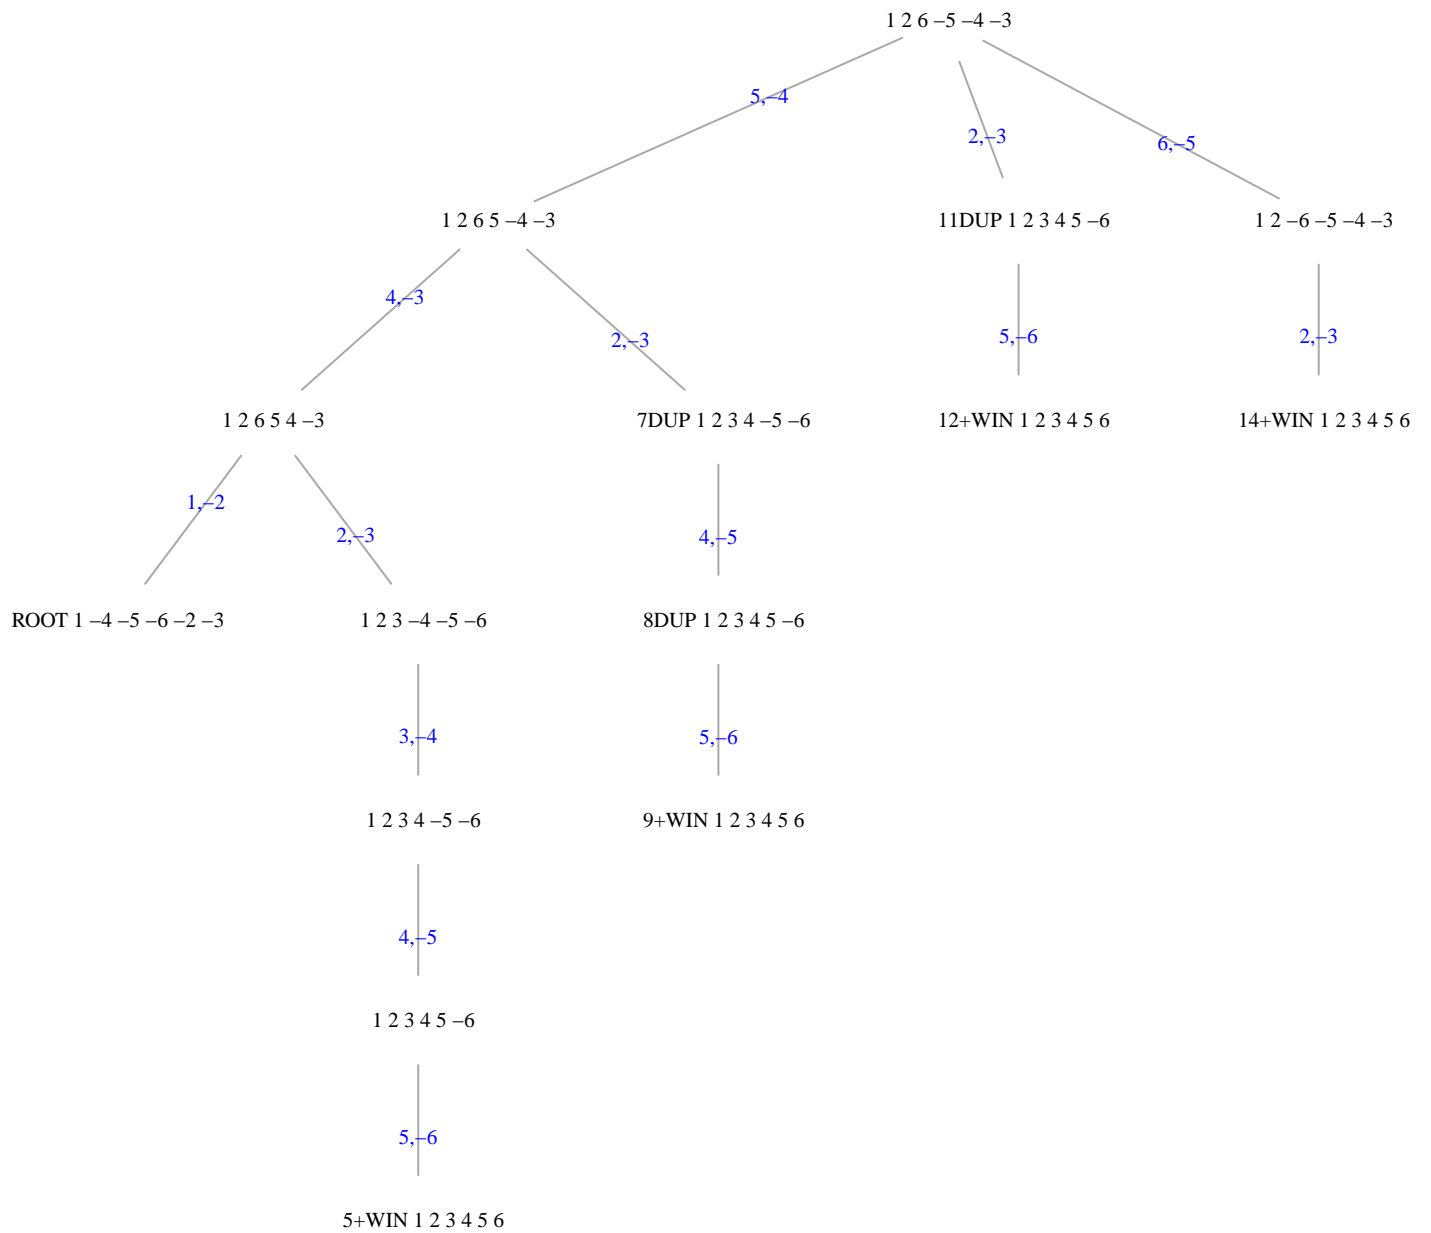 1 2 6 –5 –4 –3
5,–4
2,–3
6,–5
1 2 6 5 –4 –3
11DUP 1 2 3 4 5 –6
1 2 –6 –5 –4 –3
4,–3
2,–3
5,–6
2,–3
1 2 6 5 4 –3
7DUP 1 2 3 4 –5 –6
12+WIN 1 2 3 4 5 6
14+WIN 1 2 3 4 5 6
1,–2
2,–3
4,–5
ROOT 1 –4 –5 –6 –2 –3
1 2 3 –4 –5 –6
8DUP 1 2 3 4 5 –6
3,–4
5,–6
1 2 3 4 –5 –6
9+WIN 1 2 3 4 5 6
4,–5
1 2 3 4 5 –6
5,–6
5+WIN 1 2 3 4 5 6